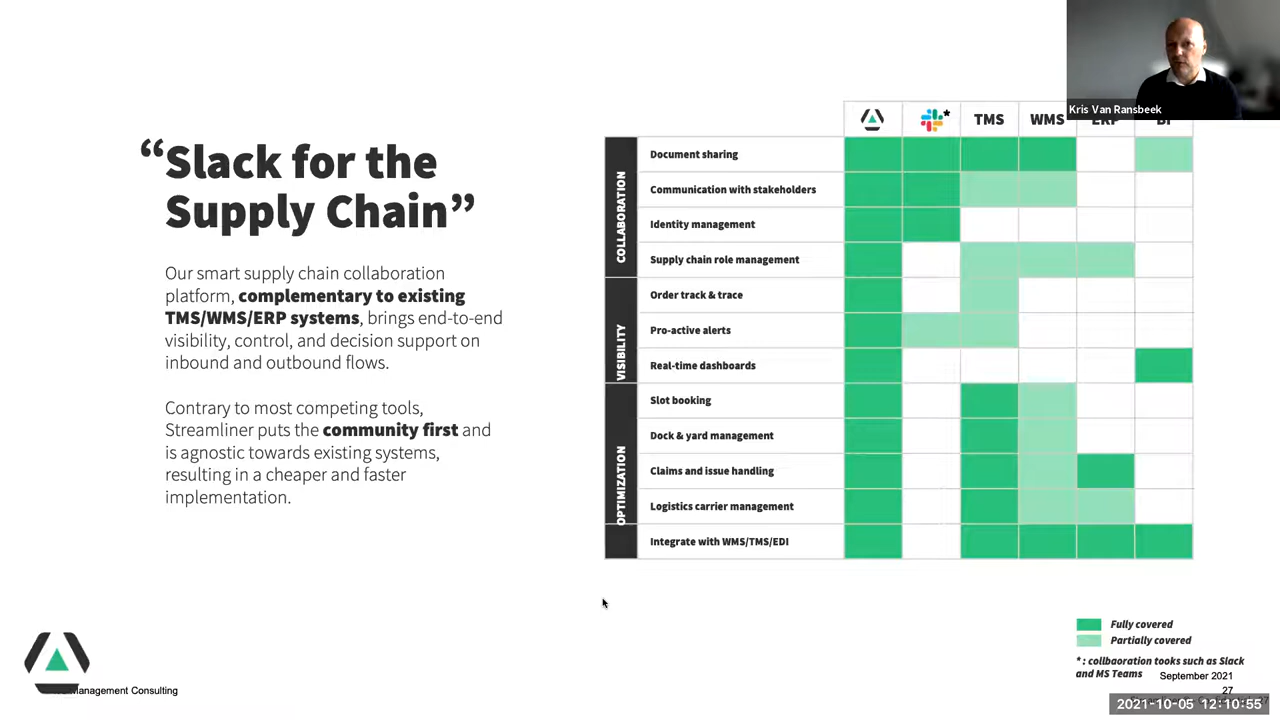 Kris Van Ransbeek
“Slack for the
Supply Chain”
Our smart supply chain collaboration
platform, complementary to existing
TMS/WMS/ERP systems, brings end-to-end
visibility, control, and decision support on
inbound and outbound flows.
Contrary to most competing tools,
Streamliner puts the community first and
is agnostic towards existing systems,
resulting in a cheaper and faster
implementation.
* TMS WMS ERP BI
COLLABORATION
Document sharing
Communication with stakeholders
Identity management
Supply chain role management
VISIBILITY
Order track & trace
Pro-active alerts
Real-time dashboards
OPTIMIZATION
Slot booking
Dock & yard management
Claims and issue handling
Logistics carrier management
Integrate with WMS/TMS/EDI
Fully covered
Partially covered
* : collbaoration tooks such as Slack
and MS Teams
September 2021
27
Management Consulting
2021-10-05 12:10:55